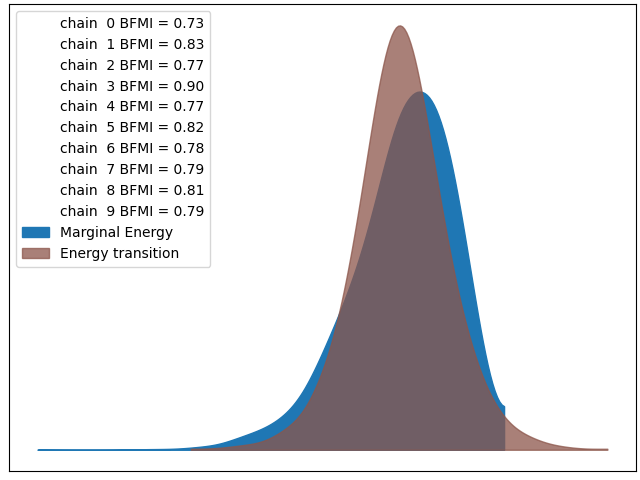 chain  0 BFMI = 0.73
chain  1 BFMI = 0.83
chain  2 BFMI = 0.77
chain  3 BFMI = 0.90
chain  4 BFMI = 0.77
chain  5 BFMI = 0.82
chain  6 BFMI = 0.78
chain  7 BFMI = 0.79
chain  8 BFMI = 0.81
chain  9 BFMI = 0.79
Marginal Energy
Energy transition